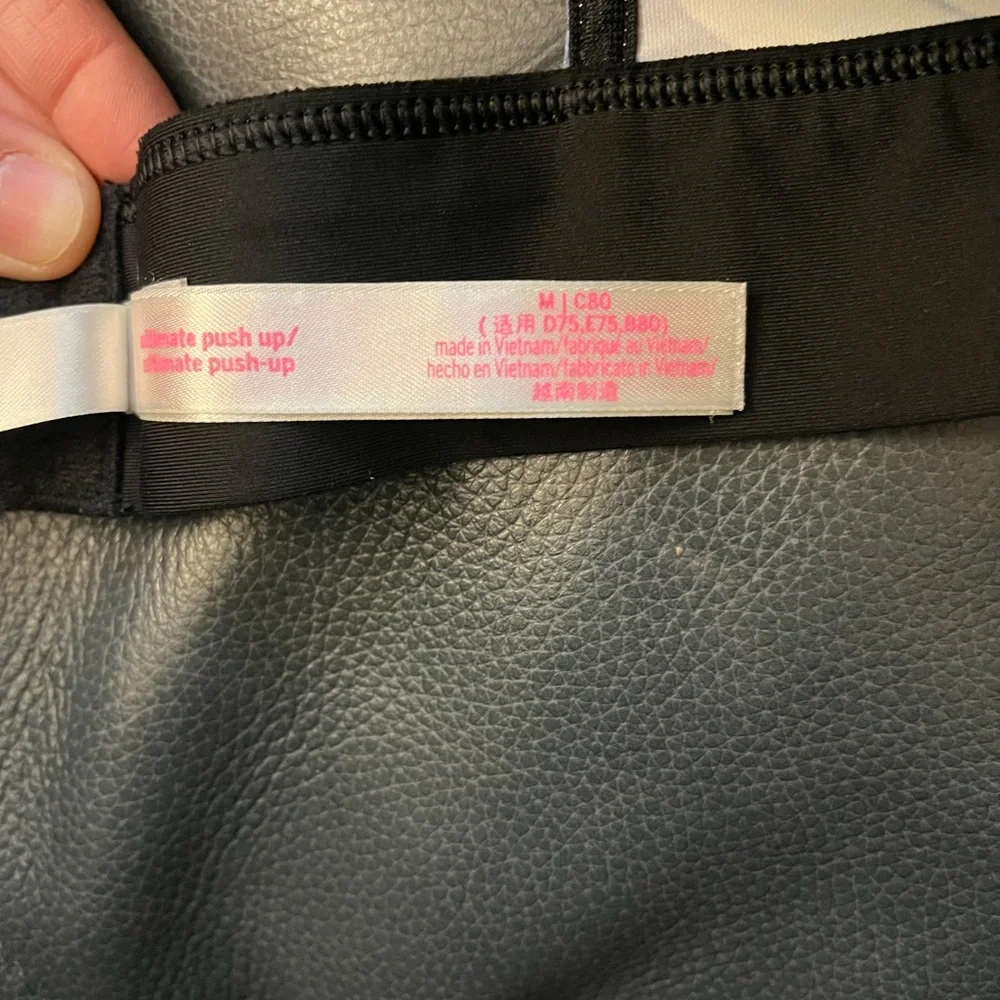 ultimate push up/
ultimate push-up
M | C80
(适用 D75,E75,B80)
made in Vietnam/fabriqué au Vietnam/
hecho en Vietnam/fabbricato in Vietnam/
越南制造